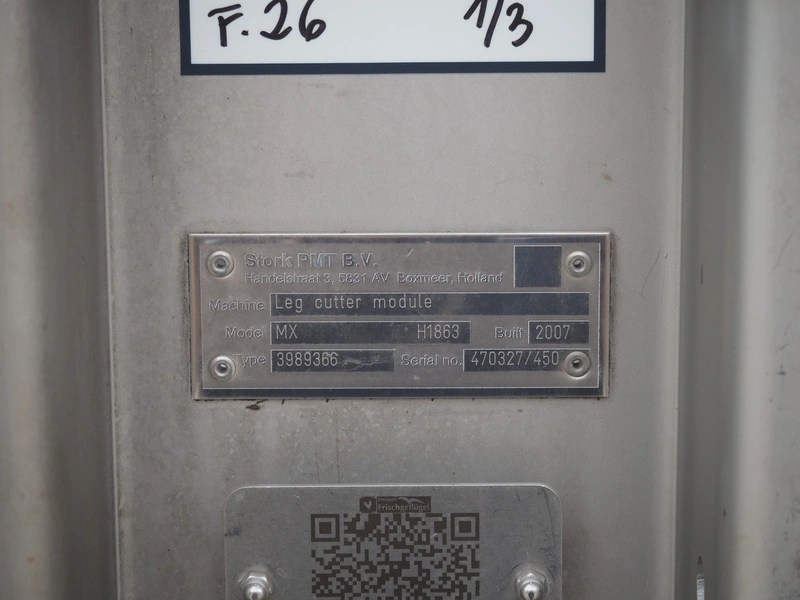 F. 26 1/3
Stork PMT B.V.
Handelstraat 3, 5831 AV Boxmeer, Holland
Machine Leg cutter module
Model MX H1863 Built 2007
Type 3989366 Serial no. 470327/450
Frischgeflügel